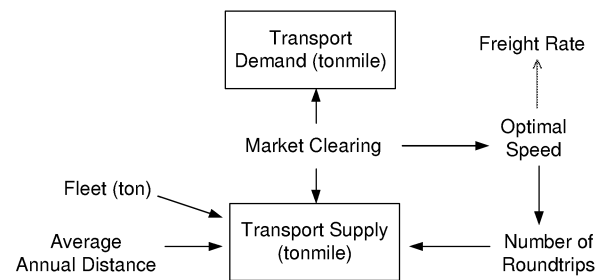 Transport
Demand (tonmile)
Freight Rate
Market Clearing
Optimal
Speed
Fleet (ton)
Transport Supply
(tonmile)
Average
Annual Distance
Number of
Roundtrips